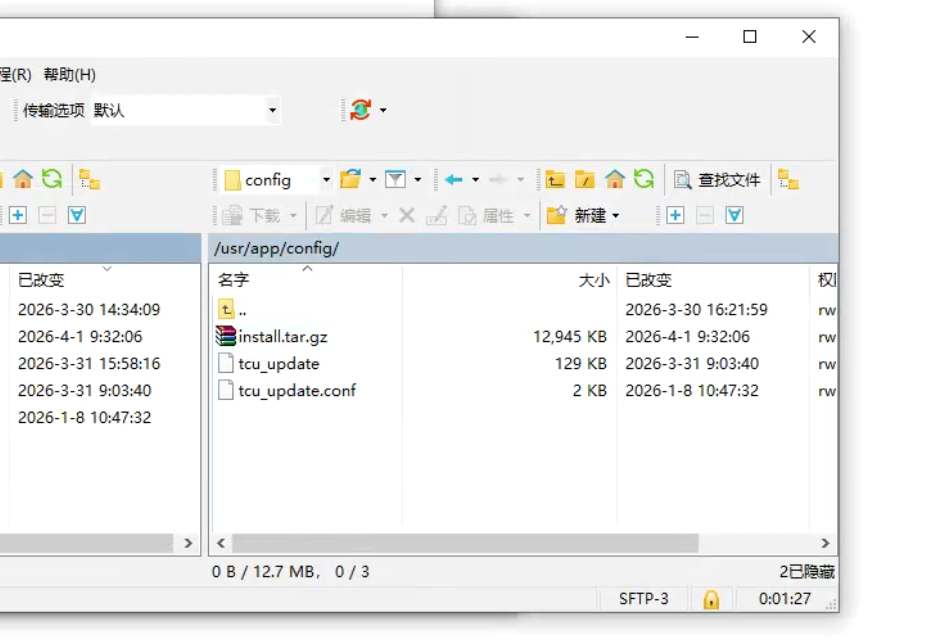 程(R) 帮助(H)
传输选项 默认
config 查找文件
下载 编辑 属性 新建
/usr/app/config/
已改变 名字 大小 已改变
2026-3-30 14:34:09 .. 2026-3-30 16:21:59 rw
2026-4-1 9:32:06 install.tar.gz 12,945 KB 2026-4-1 9:32:06 rw
2026-3-31 15:58:16 tcu_update 129 KB 2026-3-31 9:03:40 rw
2026-3-31 9:03:40 tcu_update.conf 2 KB 2026-1-8 10:47:32 rw
2026-1-8 10:47:32
0 B / 12.7 MB， 0 / 3 2已隐藏
SFTP-3 0:01:27